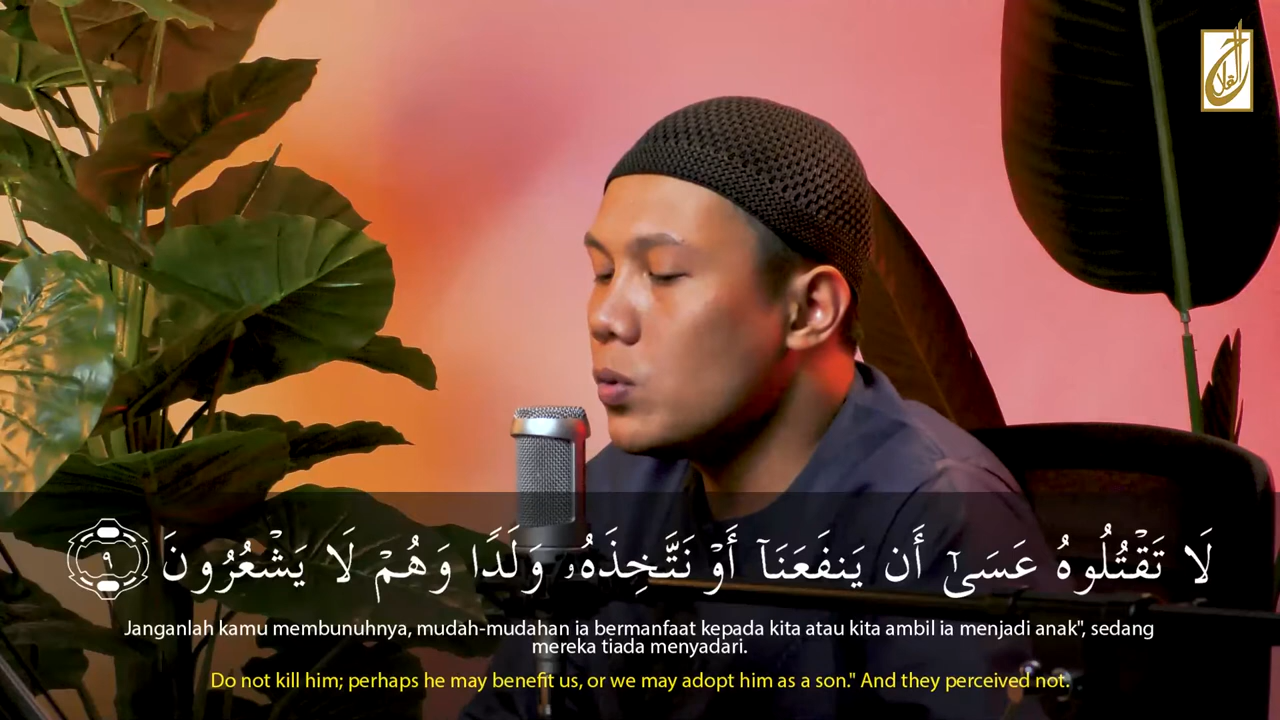 لَا تَقْتُلُوهُ عَسَىٰٓ أَن يَنفَعَنَآ أَوْ نَتَّخِذَهُۥ وَلَدًا وَهُمْ لَا يَشْعُرُونَ ٩
Janganlah kamu membunuhnya, mudah-mudahan ia bermanfaat kepada kita atau kita ambil ia menjadi anak", sedang
mereka tiada menyadari.
Do not kill him; perhaps he may benefit us, or we may adopt him as a son." And they perceived not.